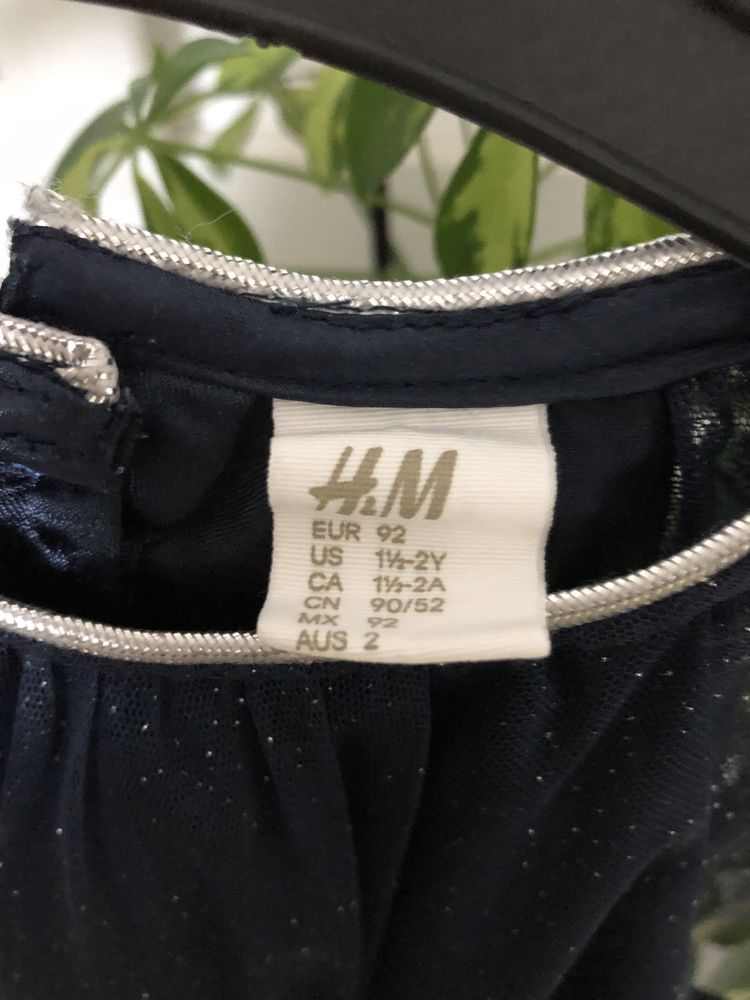 H&M
EUR 92
US 1½-2Y
CA 1½-2A
CN 90/52
MX 92
AUS 2